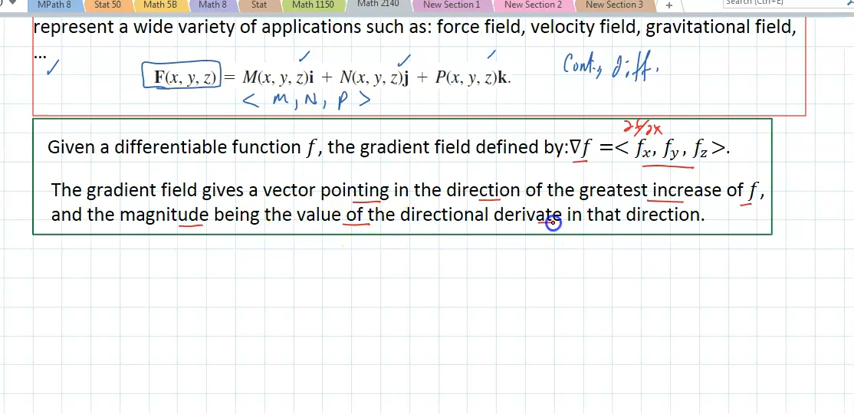 MPath 8 Stat 50 Math 5B Math 8 Stat Math 1150 Math 2140 New Section 1 New Section 2 New Section 3 + Search (Ctrl+E)
represent a wide variety of applications such as: force field, velocity field, gravitational field,
...
F(x, y, z) = M(x, y, z)i + N(x, y, z)j + P(x, y, z)k. Cont., diff.
< M, N, P >
∂f/∂x
Given a differentiable function f, the gradient field defined by:∇f =< fx, fy, fz >.
The gradient field gives a vector pointing in the direction of the greatest increase of f,
and the magnitude being the value of the directional derivate in that direction.